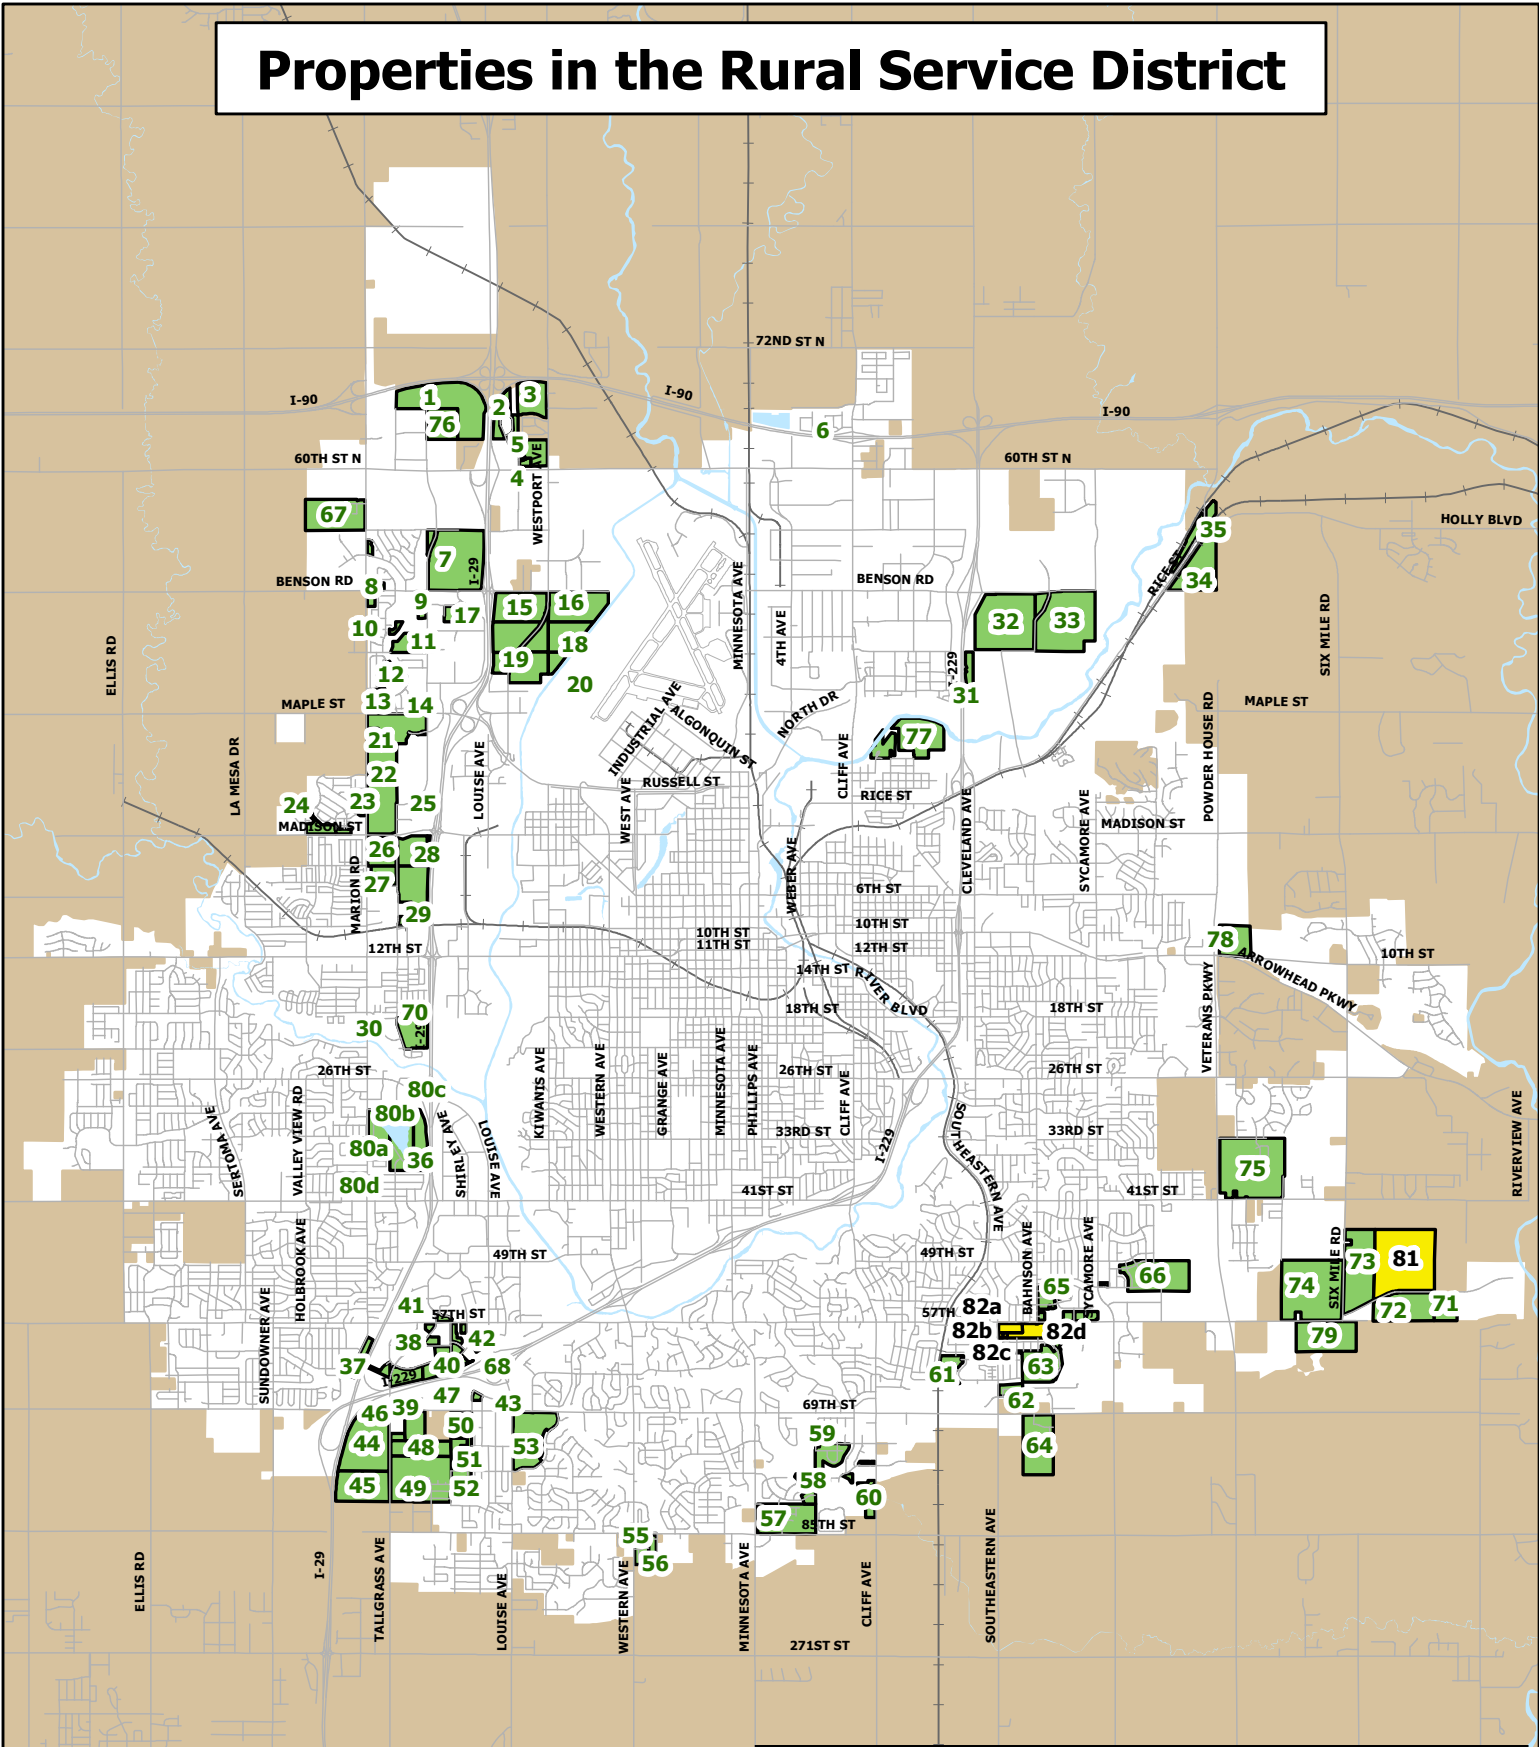 Properties in the Rural Service District
72ND ST N
I-90
I-90
I-90
1
2
3
76
5
6
4
60TH ST N
60TH ST N
WESTPORT AVE
67
7
I-29
35
HOLLY BLVD
BENSON RD
BENSON RD
8
9
17
10
11
15
16
18
19
20
12
13
14
MINNESOTA AVE
4TH AVE
32
33
34
RICE ST
I-229
31
ELLIS RD
SIX MILE RD
MAPLE ST
MAPLE ST
LA MESA DR
21
22
23
24
25
MADISON ST
LOUISE AVE
INDUSTRIAL AVE
ALGONQUIN ST
NORTH DR
RUSSELL ST
WEST AVE
CLIFF AVE
77
RICE ST
CLEVELAND AVE
SYCAMORE AVE
MADISON ST
POWDER HOUSE RD
26
28
27
29
MARION RD
12TH ST
WEBER AVE
6TH ST
10TH ST
11TH ST
10TH ST
12TH ST
14TH ST
RIVER BLVD
18TH ST
18TH ST
78
ARROWHEAD PKWY
10TH ST
VETERANS PKWY
30
70
I-29
26TH ST
26TH ST
26TH ST
80c
80b
80a
36
80d
SERTOMA AVE
VALLEY VIEW RD
SHIRLEY AVE
LOUISE AVE
KIWANIS AVE
WESTERN AVE
GRANGE AVE
MINNESOTA AVE
PHILLIPS AVE
CLIFF AVE
33RD ST
33RD ST
I-229
SOUTHEASTERN AVE
41ST ST
41ST ST
75
RIVERVIEW AVE
49TH ST
49TH ST
HOLBROOK AVE
SUNDOWNER AVE
BAHNSON AVE
SYCAMORE AVE
SIX MILE RD
66
65
73
81
74
72
71
79
41
57TH ST
57TH
82a
82b
82d
82c
38
42
37
40
68
I-229
61
63
62
69TH ST
47
43
46
39
50
44
48
53
51
45
49
52
59
58
60
57
85TH ST
64
55
56
ELLIS RD
I-29
TALLGRASS AVE
LOUISE AVE
WESTERN AVE
MINNESOTA AVE
CLIFF AVE
SOUTHEASTERN AVE
271ST ST